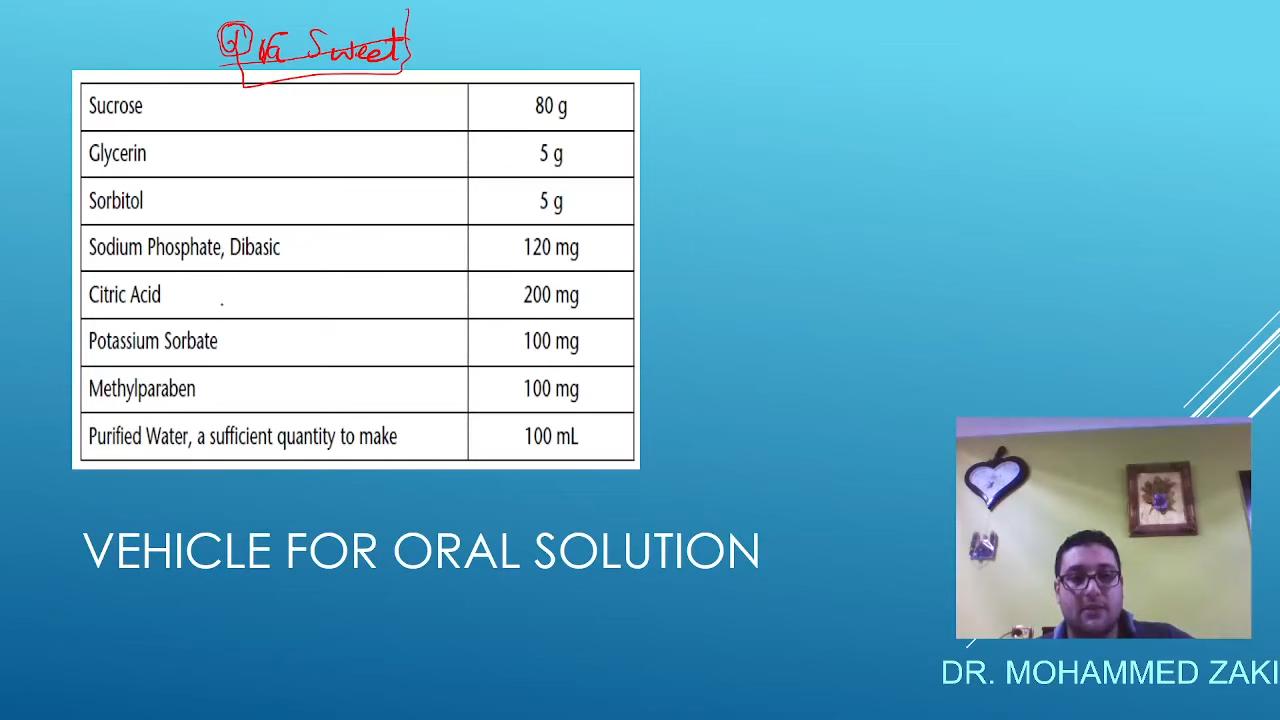 Ora Sweet
Sucrose 80 g
Glycerin 5 g
Sorbitol 5 g
Sodium Phosphate, Dibasic 120 mg
Citric Acid 200 mg
Potassium Sorbate 100 mg
Methylparaben 100 mg
Purified Water, a sufficient quantity to make 100 mL
VEHICLE FOR ORAL SOLUTION
DR. MOHAMMED ZAKI